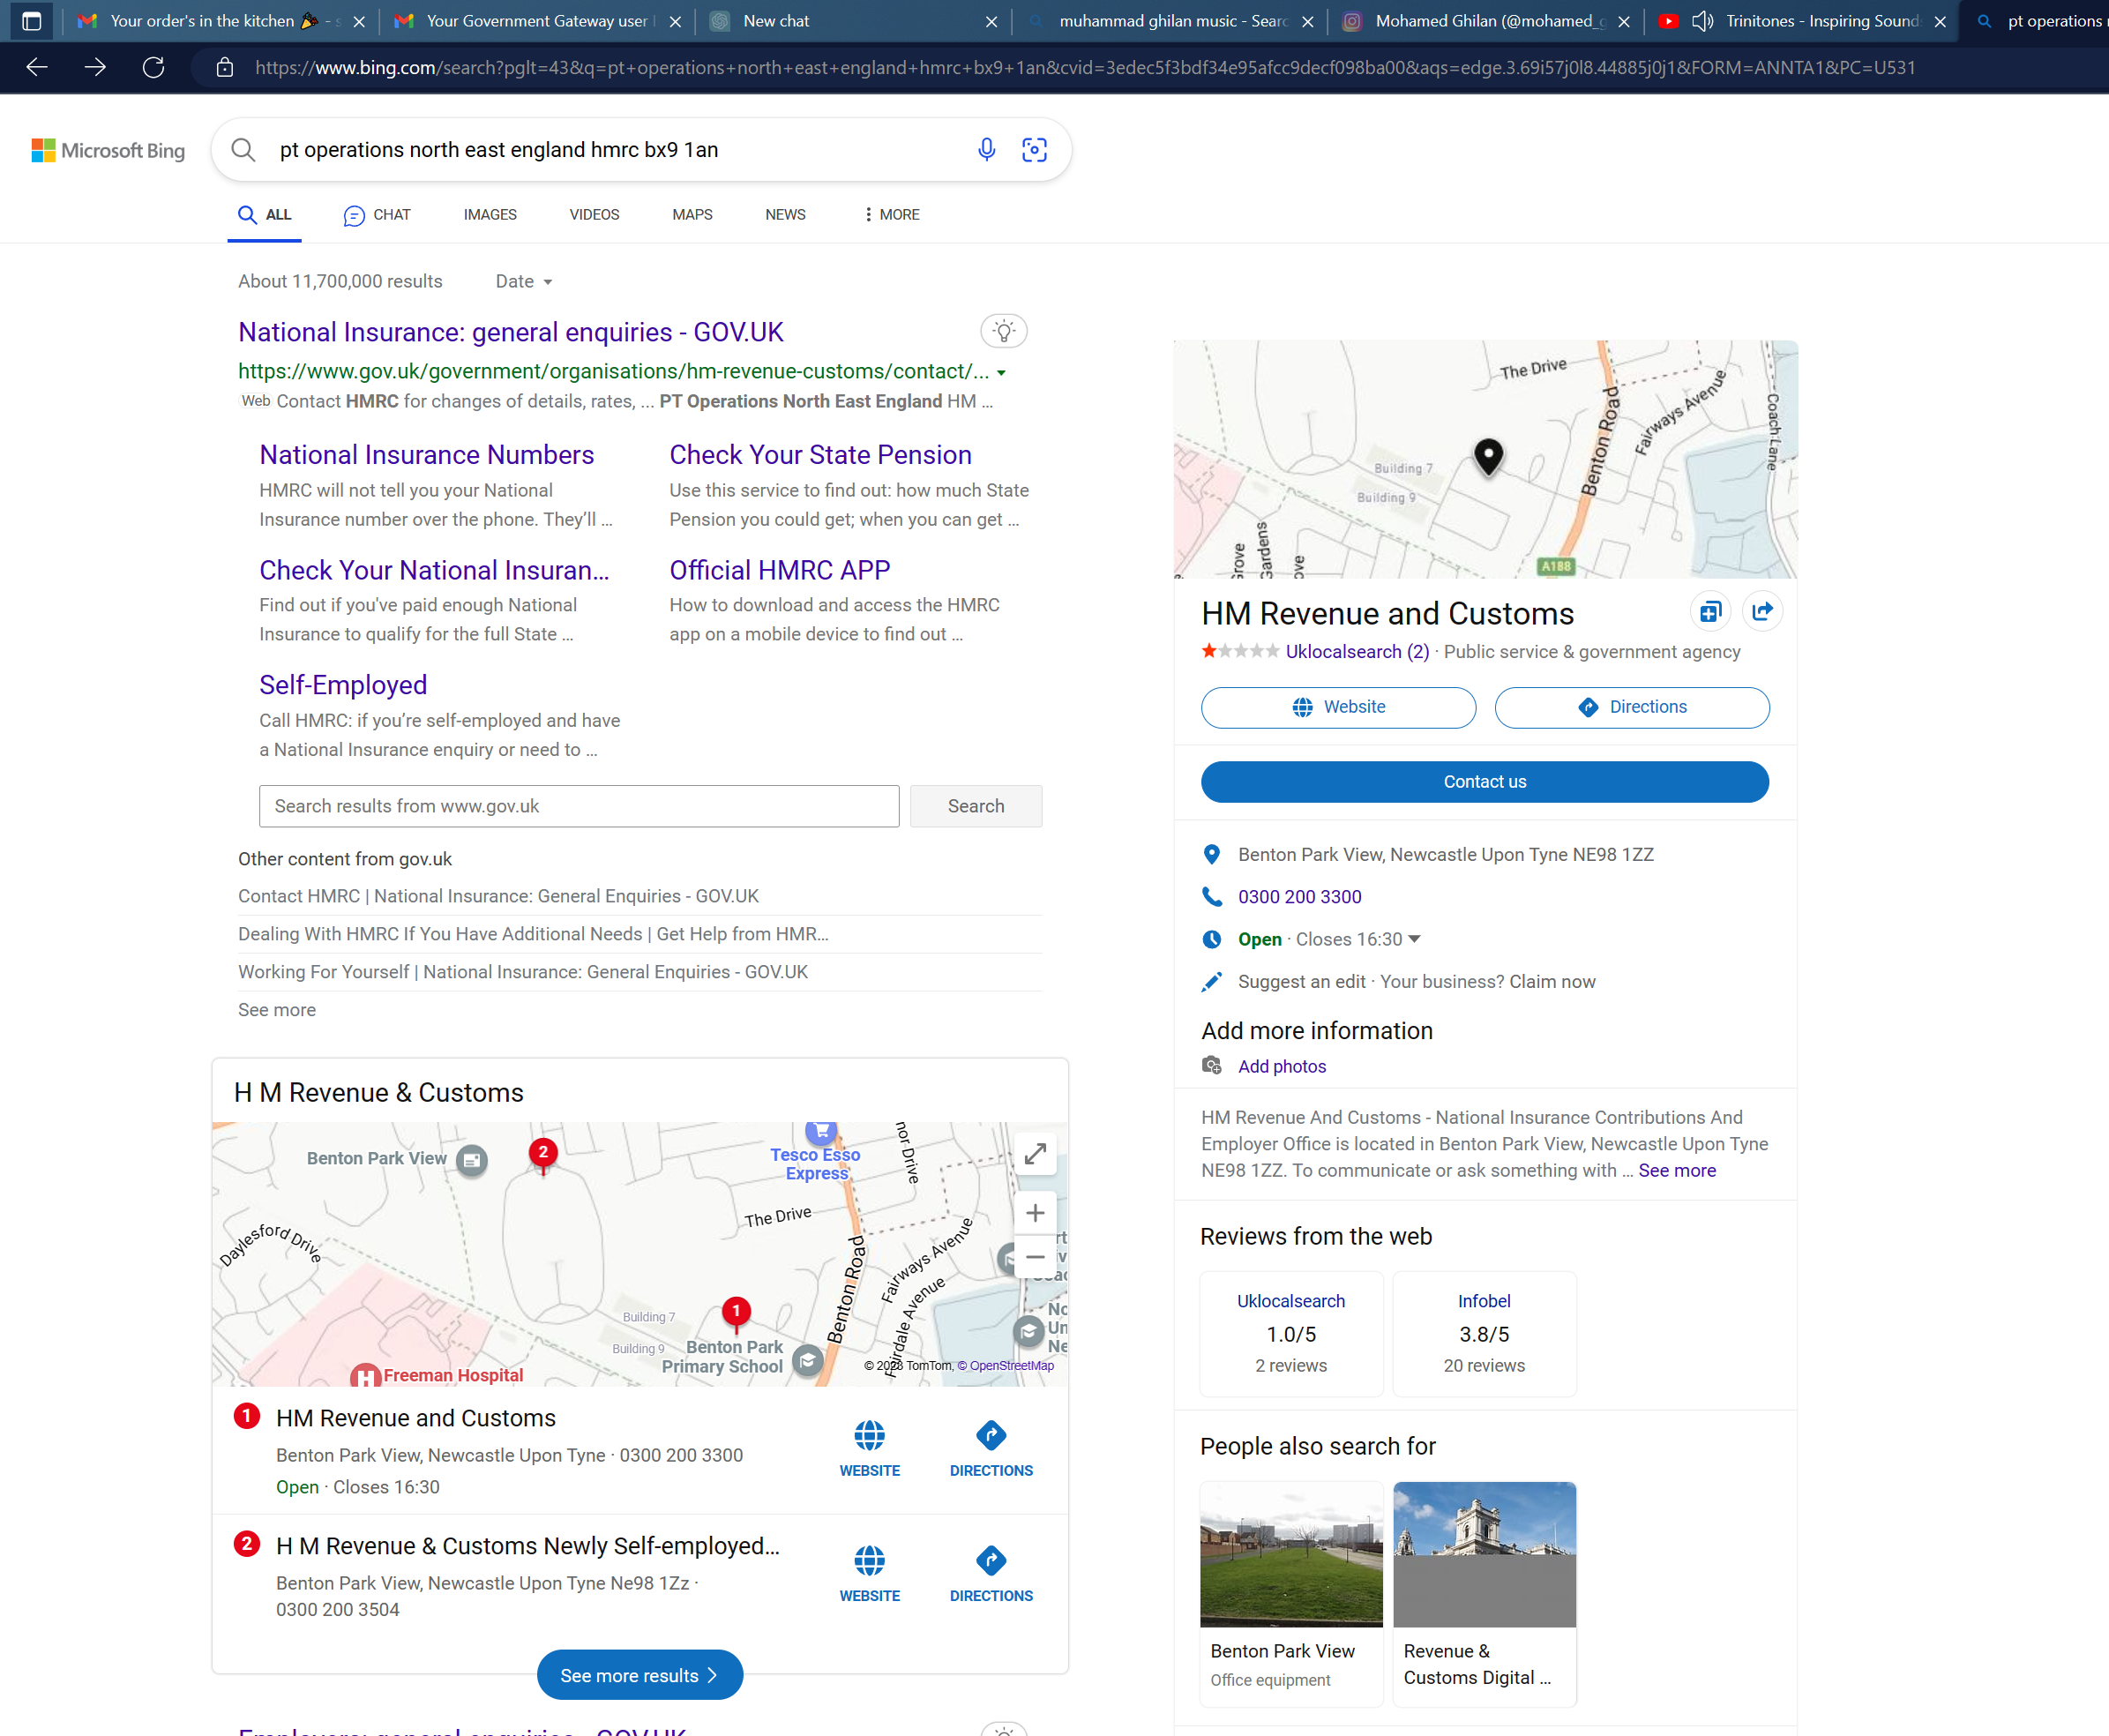 Your order's in the kitchen
Your Government Gateway user
New chat
muhammad ghilan music - Searc
Mohamed Ghilan (@mohamed_g
Trinitones - Inspiring Sound
pt operations
https://www.bing.com/search?pglt=43&q=pt+operations+north+east+england+hmrc+bx9+1an&cvid=3edec5f3bdf34e95afcc9decf098ba00&aqs=edge.3.69i57j0l8.44885j0j1&FORM=ANNTA1&PC=U531
Microsoft Bing
pt operations north east england hmrc bx9 1an
ALL
CHAT
IMAGES
VIDEOS
MAPS
NEWS
MORE
About 11,700,000 results
Date
National Insurance: general enquiries - GOV.UK
https://www.gov.uk/government/organisations/hm-revenue-customs/contact/...
Web Contact HMRC for changes of details, rates, ... PT Operations North East England HM ...
National Insurance Numbers
HMRC will not tell you your National
Insurance number over the phone. They'll ...
Check Your State Pension
Use this service to find out: how much State
Pension you could get; when you can get ...
Check Your National Insuran...
Find out if you've paid enough National
Insurance to qualify for the full State ...
Official HMRC APP
How to download and access the HMRC
app on a mobile device to find out ...
Self-Employed
Call HMRC: if you're self-employed and have
a National Insurance enquiry or need to ...
Search results from www.gov.uk
Search
Other content from gov.uk
Contact HMRC | National Insurance: General Enquiries - GOV.UK
Dealing With HMRC If You Have Additional Needs | Get Help from HMR...
Working For Yourself | National Insurance: General Enquiries - GOV.UK
See more
H M Revenue & Customs
Benton Park View
2
Tesco Esso
Express
nor Drive
Daylesford Drive
The Drive
Benton Road
Fairways Avenue
Building 7
Building 9
1
Benton Park
Primary School
Freeman Hospital
© 2023 TomTom, © OpenStreetMap
1
HM Revenue and Customs
Benton Park View, Newcastle Upon Tyne · 0300 200 3300
Open · Closes 16:30
WEBSITE
DIRECTIONS
2
H M Revenue & Customs Newly Self-employed...
Benton Park View, Newcastle Upon Tyne Ne98 1Zz ·
0300 200 3504
WEBSITE
DIRECTIONS
See more results
Employers: general enquiries - GOV.UK
The Drive
Benton Road
Fairways Avenue
Coach Lane
Building 7
Building 9
Grove
Gardens
ove
A188
HM Revenue and Customs
Uklocalsearch (2) · Public service & government agency
Website
Directions
Contact us
Benton Park View, Newcastle Upon Tyne NE98 1ZZ
0300 200 3300
Open · Closes 16:30
Suggest an edit · Your business? Claim now
Add more information
Add photos
HM Revenue And Customs - National Insurance Contributions And
Employer Office is located in Benton Park View, Newcastle Upon Tyne
NE98 1ZZ. To communicate or ask something with ... See more
Reviews from the web
Uklocalsearch
1.0/5
2 reviews
Infobel
3.8/5
20 reviews
People also search for
Benton Park View
Office equipment
Revenue &
Customs Digital ...